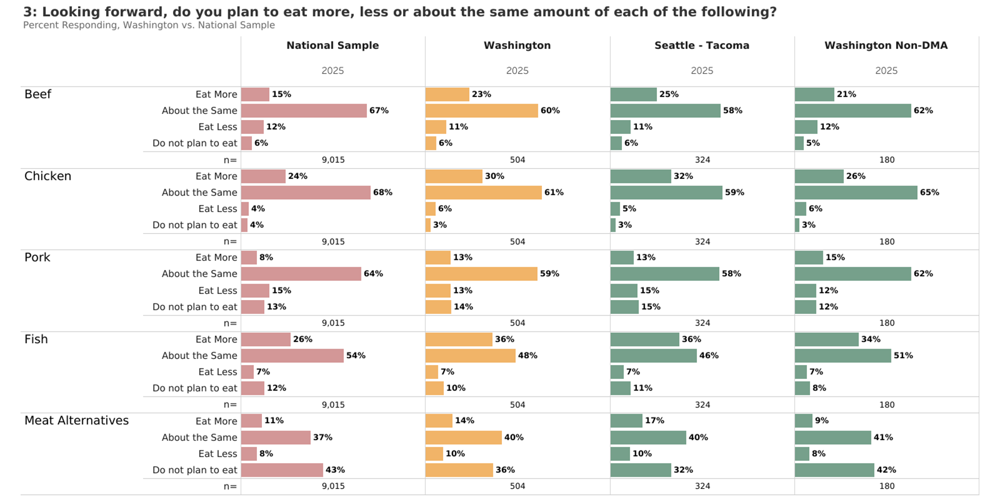 3: Looking forward, do you plan to eat more, less or about the same amount of each of the following?
Percent Responding, Washington vs. National Sample
National Sample Washington Seattle - Tacoma Washington Non-DMA
2025 2025 2025 2025
Beef Eat More 15% 23% 25% 21%
About the Same 67% 60% 58% 62%
Eat Less 12% 11% 11% 12%
Do not plan to eat 6% 6% 6% 5%
n= 9,015 504 324 180
Chicken Eat More 24% 30% 32% 26%
About the Same 68% 61% 59% 65%
Eat Less 4% 6% 5% 6%
Do not plan to eat 4% 3% 3% 3%
n= 9,015 504 324 180
Pork Eat More 8% 13% 13% 15%
About the Same 64% 59% 58% 62%
Eat Less 15% 13% 15% 12%
Do not plan to eat 13% 14% 15% 12%
n= 9,015 504 324 180
Fish Eat More 26% 36% 36% 34%
About the Same 54% 48% 46% 51%
Eat Less 7% 7% 7% 7%
Do not plan to eat 12% 10% 11% 8%
n= 9,015 504 324 180
Meat Alternatives Eat More 11% 14% 17% 9%
About the Same 37% 40% 40% 41%
Eat Less 8% 10% 10% 8%
Do not plan to eat 43% 36% 32% 42%
n= 9,015 504 324 180